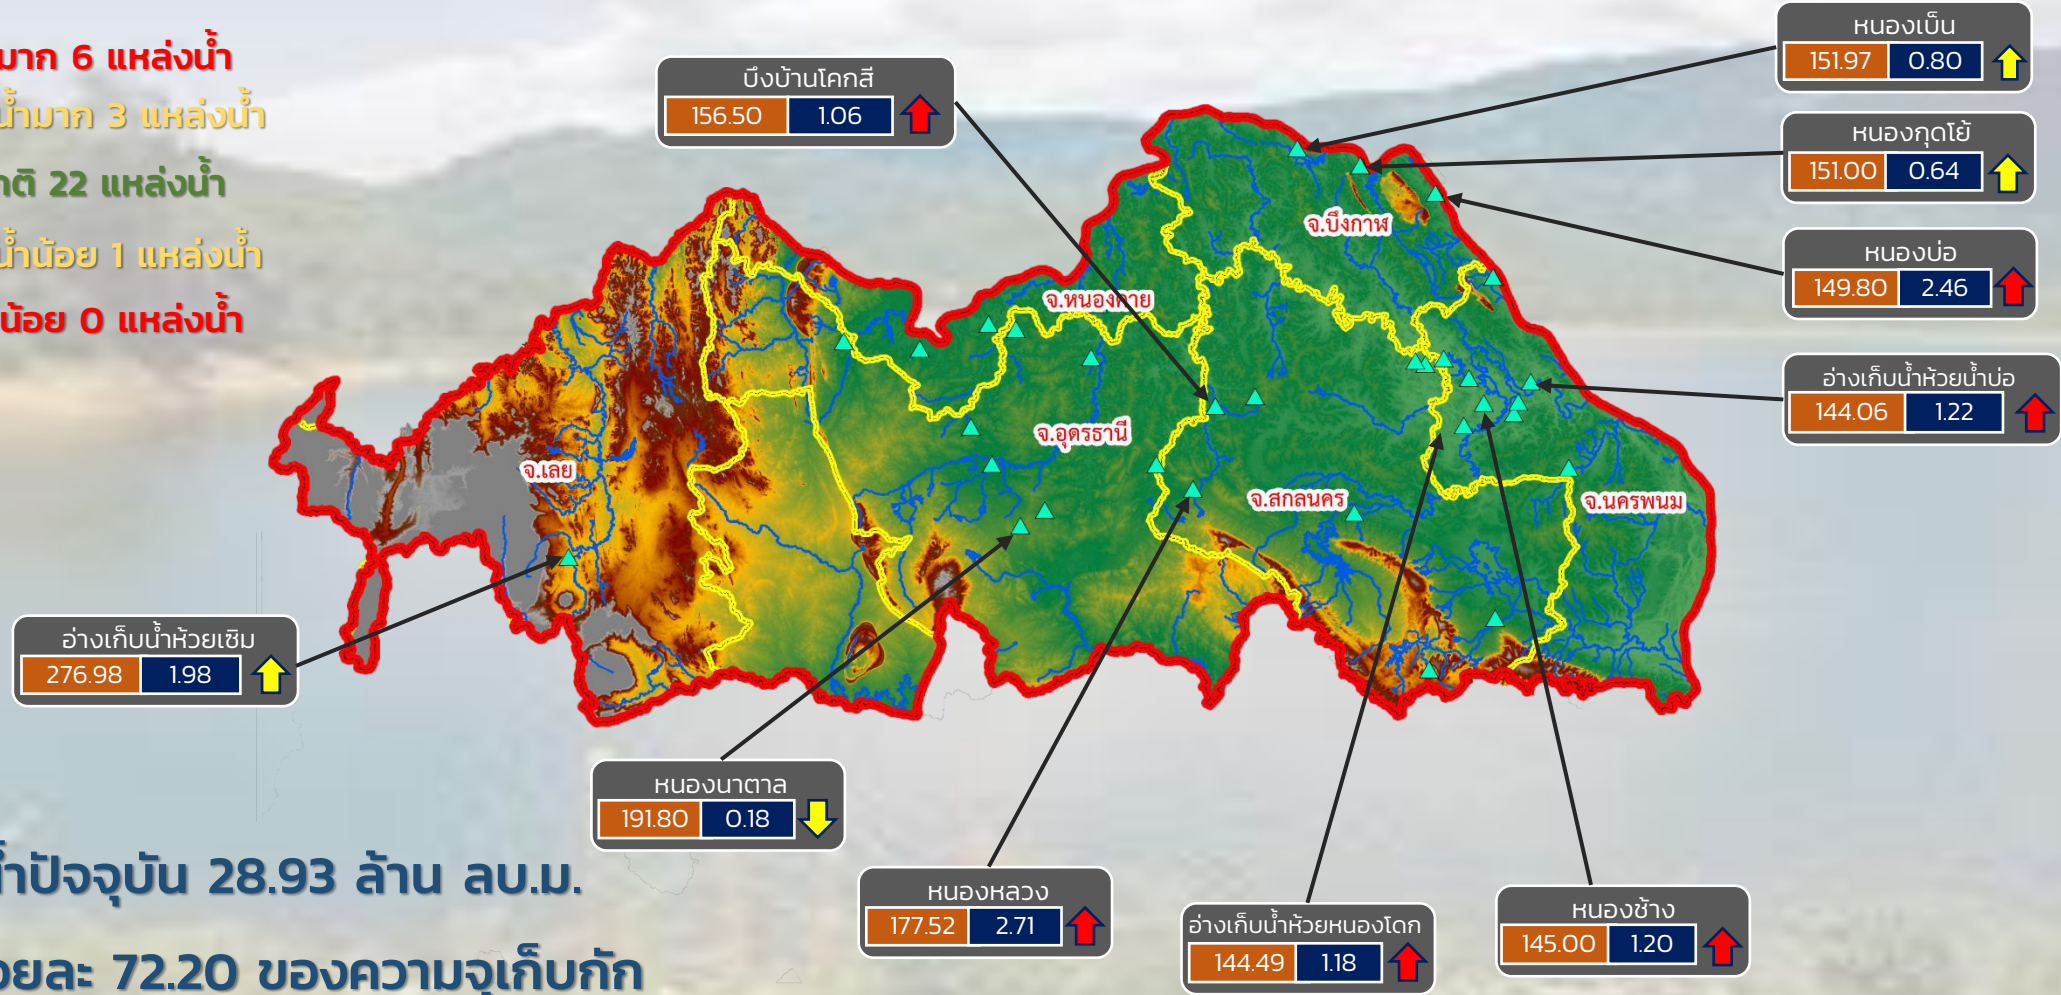 มาก 6 แหล่งน้ำ
น้ำมาก 3 แหล่งน้ำ
22 แหล่งน้ำ
น้ำน้อย 1 แหล่งน้ำ
น้อย 0 แหล่งน้ำ
บึงบ้านโคกสี
156.50 1.06
หนองเบ็น
151.97 0.80
หนองกุดโย้
151.00 0.64
หนองบ่อ
149.80 2.46
อ่างเก็บน้ำห้วยน้ำบ่อ
144.06 1.22
จ.บึงกาฬ
จ.หนองคาย
จ.อุดรธานี
จ.เลย
จ.สกลนคร
จ.นครพนม
อ่างเก็บน้ำห้วยเซิม
276.98 1.98
หนองนาตาล
191.80 0.18
หนองหลวง
177.52 2.71
อ่างเก็บน้ำห้วยหนองโดก
144.49 1.18
หนองช้าง
145.00 1.20
น้ำปัจจุบัน 28.93 ล้าน ลบ.ม.
72.20 ของความจุเก็บกัก